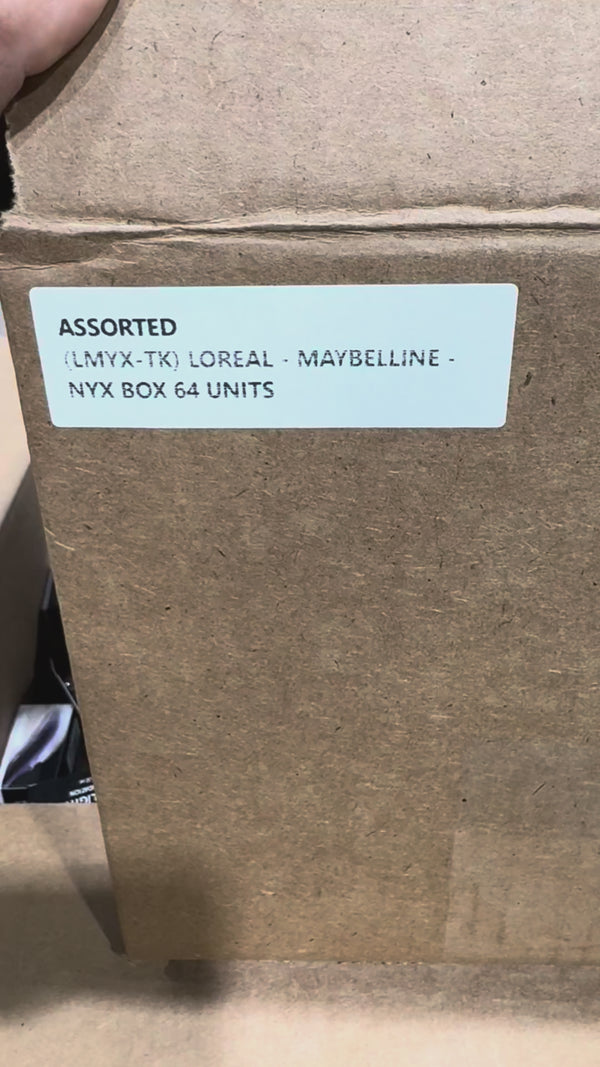 ASSORTED
(LMYX-TK) LOREAL - MAYBELLINE -
NYX BOX 64 UNITS